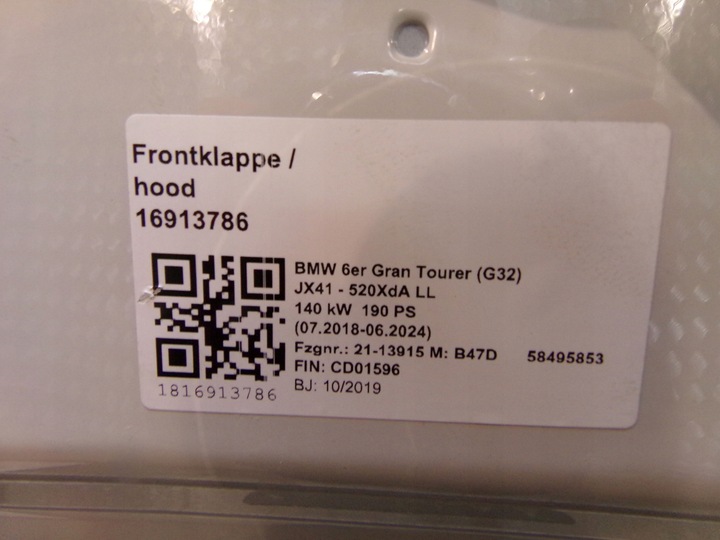 Frontklappe /
hood
16913786
BMW 6er Gran Tourer (G32)
JX41 - 520XdA LL
140 kW 190 PS
(07.2018-06.2024)
Fzgnr.: 21-13915 M: B47D 58495853
FIN: CD01596
BJ: 10/2019
1816913786